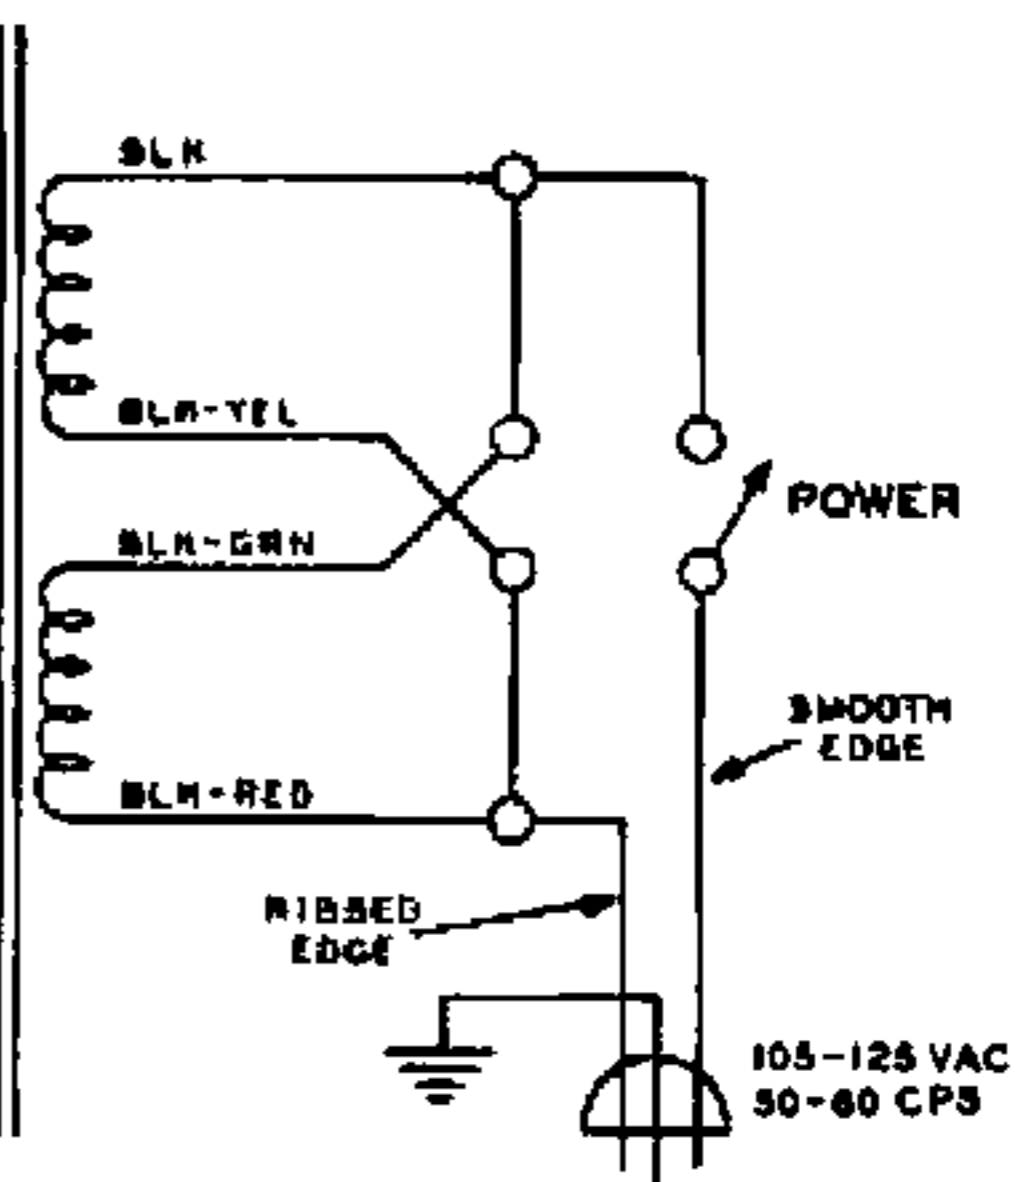 BLK
BLK-YEL
BLK-GRN
BLK-RED
POWER
SMOOTH
EDGE
RIBBED
EDGE
105-125 VAC
50-60 CPS